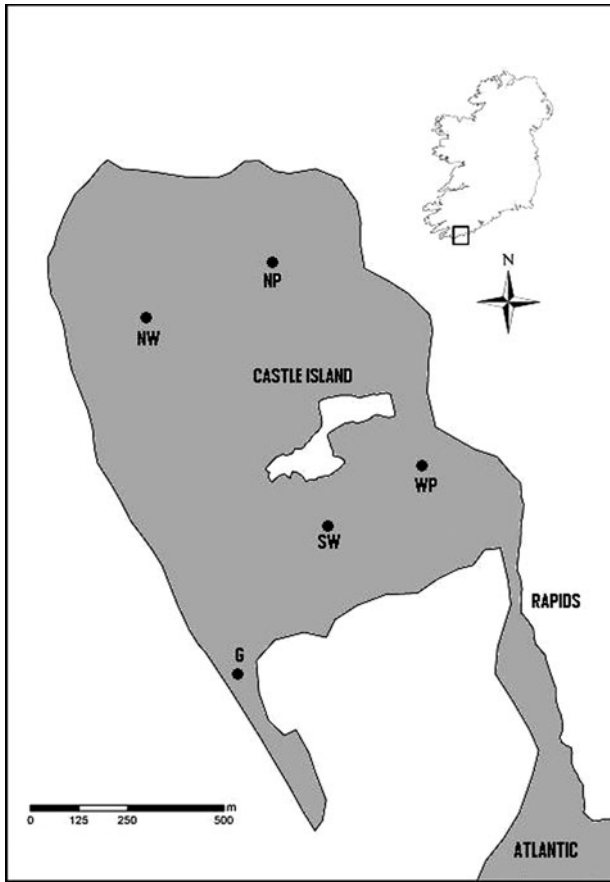 N
NP
NW
CASTLE ISLAND
WP
SW
RAPIDS
G
m
0 125 250 500
ATLANTIC